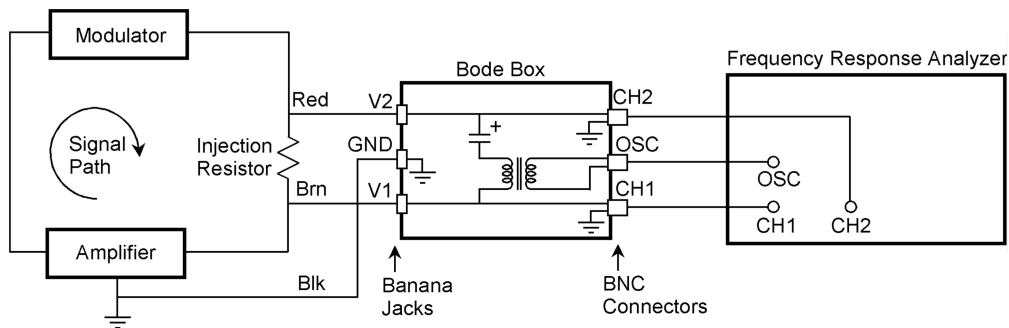 Modulator
Frequency Response Analyzer
Bode Box
Red
V2
CH2
Signal
Path
Injection
Resistor
GND
+
OSC
OSC
Brn
V1
CH1
CH1
CH2
Amplifier
Blk
Banana
Jacks
BNC
Connectors